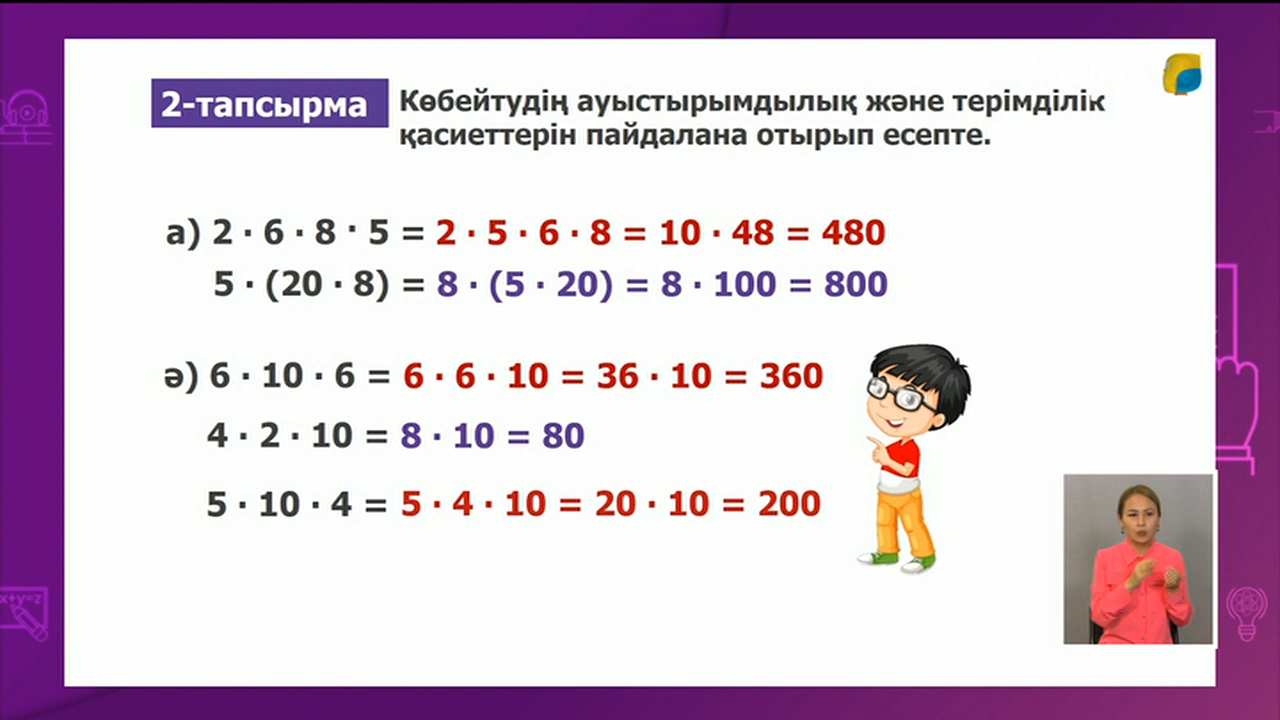 2-тапсырма
Көбейтудің ауыстырымдылық және терімділік
қасиеттерін пайдалана отырып есепте.
а) 2 · 6 · 8 · 5 = 2 · 5 · 6 · 8 = 10 · 48 = 480
5 · (20 · 8) = 8 · (5 · 20) = 8 · 100 = 800
ә) 6 · 10 · 6 = 6 · 6 · 10 = 36 · 10 = 360
4 · 2 · 10 = 8 · 10 = 80
5 · 10 · 4 = 5 · 4 · 10 = 20 · 10 = 200
x+y=z